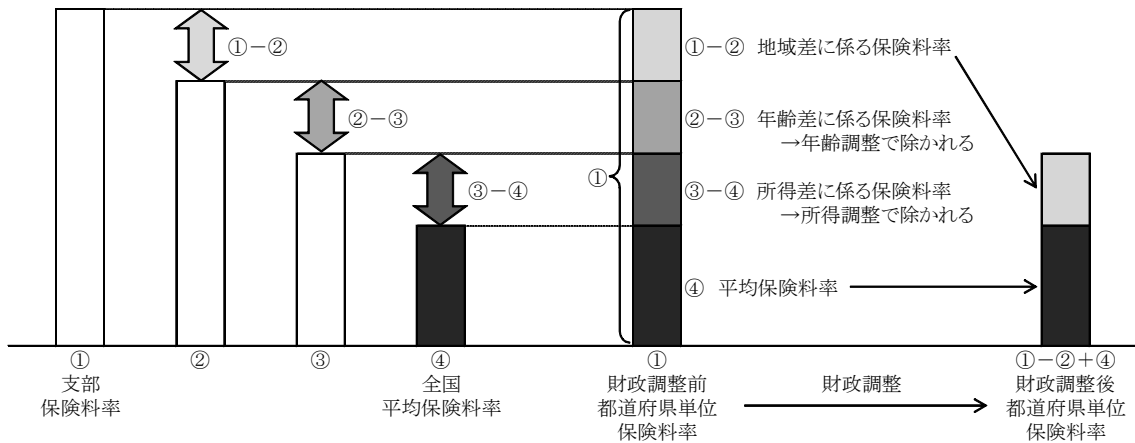 ①－②
②－③
③－④
①
①－② 地域差に係る保険料率
②－③ 年齢差に係る保険料率
→年齢調整で除かれる
③－④ 所得差に係る保険料率
→所得調整で除かれる
④ 平均保険料率
①
支部
保険料率
②
③
④
全国
平均保険料率
①
財政調整前
都道府県単位
保険料率
財政調整
①－②＋④
財政調整後
都道府県単位
保険料率